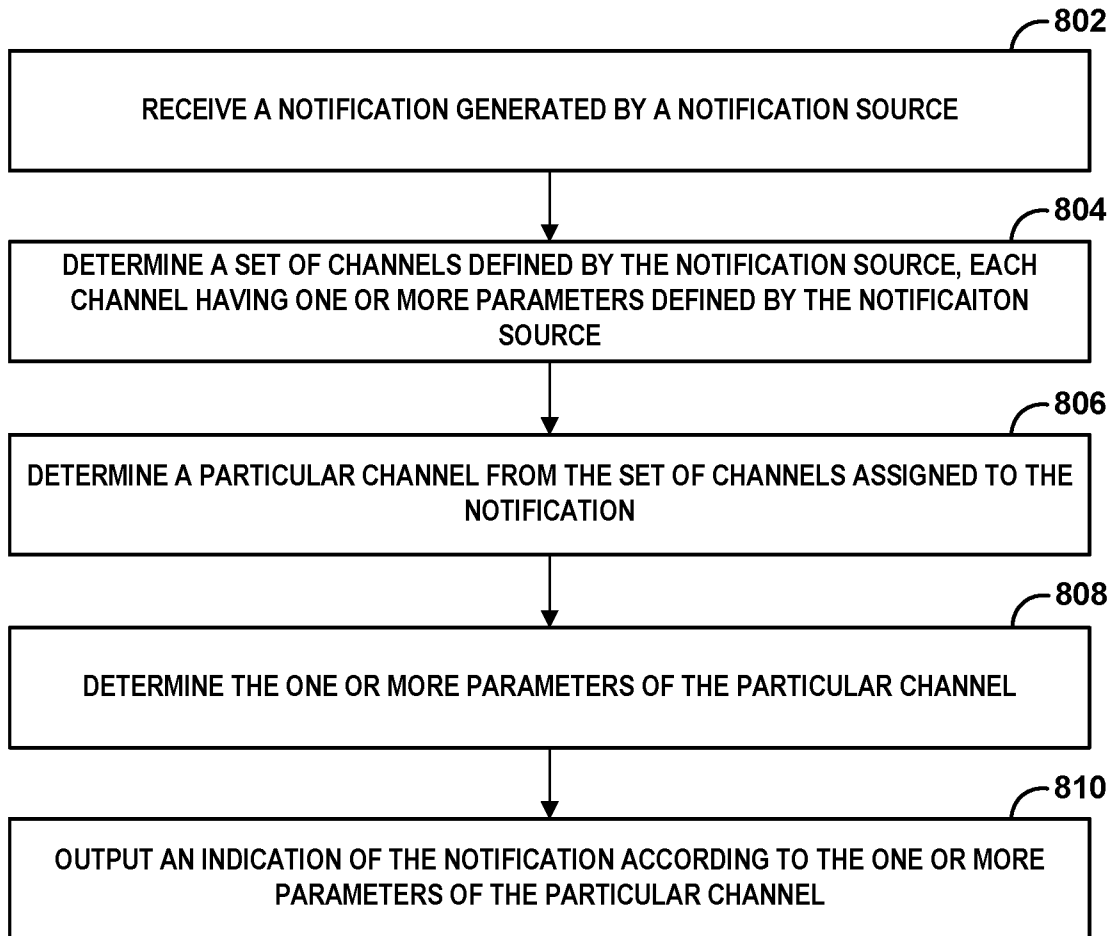 802
RECEIVE A NOTIFICATION GENERATED BY A NOTIFICATION SOURCE
804
DETERMINE A SET OF CHANNELS DEFINED BY THE NOTIFICATION SOURCE, EACH
CHANNEL HAVING ONE OR MORE PARAMETERS DEFINED BY THE NOTIFICAITON
SOURCE
806
DETERMINE A PARTICULAR CHANNEL FROM THE SET OF CHANNELS ASSIGNED TO THE
NOTIFICATION
808
DETERMINE THE ONE OR MORE PARAMETERS OF THE PARTICULAR CHANNEL
810
OUTPUT AN INDICATION OF THE NOTIFICATION ACCORDING TO THE ONE OR MORE
PARAMETERS OF THE PARTICULAR CHANNEL